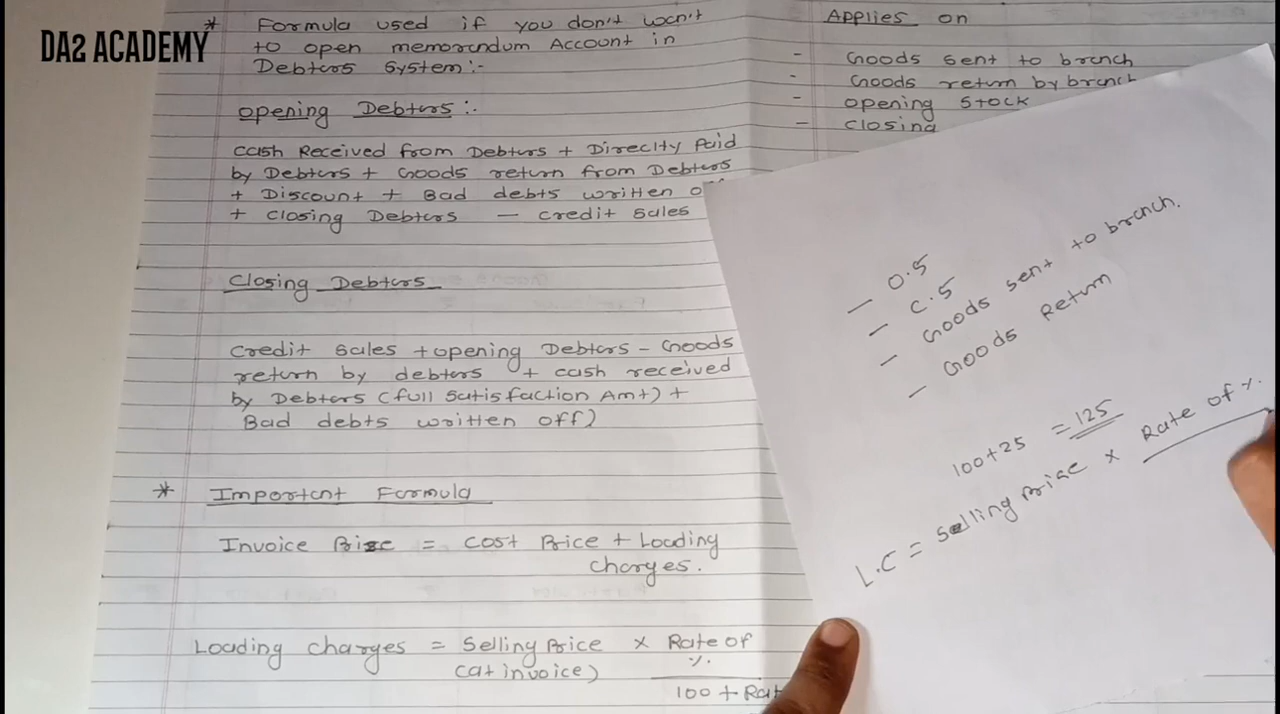 DA2 ACADEMY
* Formula used if you don't want
to open memorandum Account in
Debtors System:-
opening Debtors:-
Cash Received from Debtors + Direclty Paid
by Debtors + Goods return from Debtors
+ Discount + Bad debts written
+ Closing Debtors — Credit Sales
Closing Debtors
Credit Sales + opening Debtors - Goods
return by debtors + cash received
by Debtors (full Satisfaction Amt) +
Bad debts written off)
* Important Formula
Invoice Price = Cost Price + Loading
Charges.
Loading Charges = Selling Price × Rate of
(at invoice) %
100 + Rat
Applies on
- Goods Sent to branch
- Goods return by branch
- opening Stock
- Closing
- O.S
- C.S
- Goods sent to branch.
- Goods Return
100+25 = 125
L.C = Selling Price × Rate of %